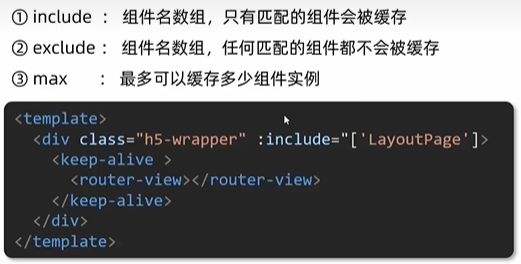 ① include ： 组件名数组，只有匹配的组件会被缓存
② exclude： 组件名数组，任何匹配的组件都不会被缓存
③ max ： 最多可以缓存多少组件实例
<template>
<div class="h5-wrapper" :include="['LayoutPage']>
<keep-alive >
<router-view></router-view>
</keep-alive>
</div>
</template>